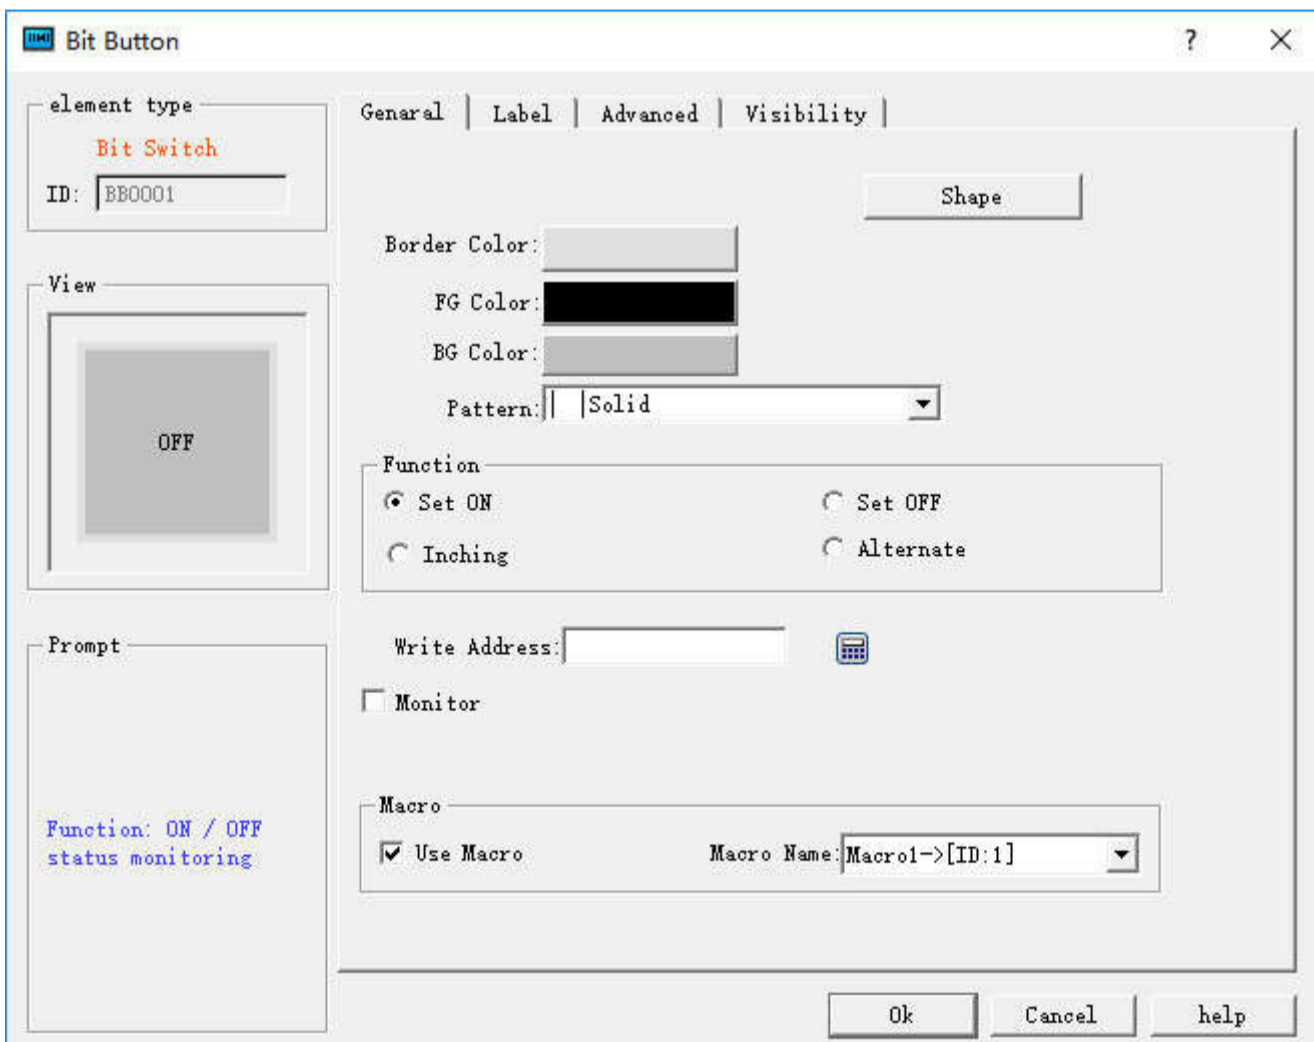 Bit Button ?
element type
Bit Switch
ID: BB0001
View
OFF
Prompt
Function: ON / OFF
status monitoring
Genaral Label Advanced Visibility
Shape
Border Color:
FG Color:
BG Color:
Pattern: Solid
Function
Set ON Set OFF
Inching Alternate
Write Address:
Monitor
Macro
Use Macro Macro Name: Macro1->[ID:1]
Ok Cancel help